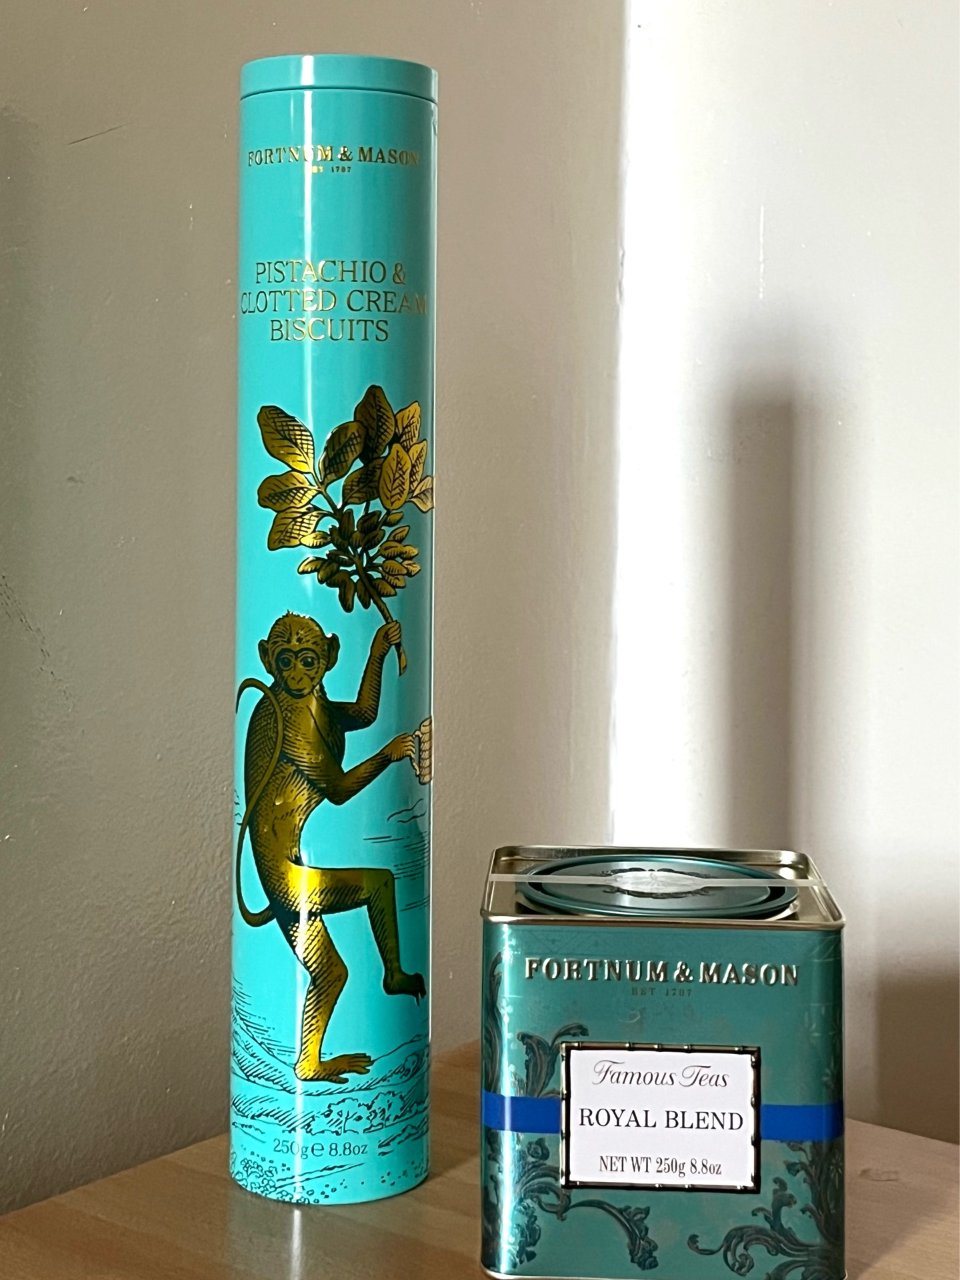 FORTNUM & MASON
EST 1707
PISTACHIO &
CLOTTED CREAM
BISCUITS
250g e 8.8oz
FORTNUM & MASON
EST 1707
Famous Teas
ROYAL BLEND
NET WT 250g 8.8oz